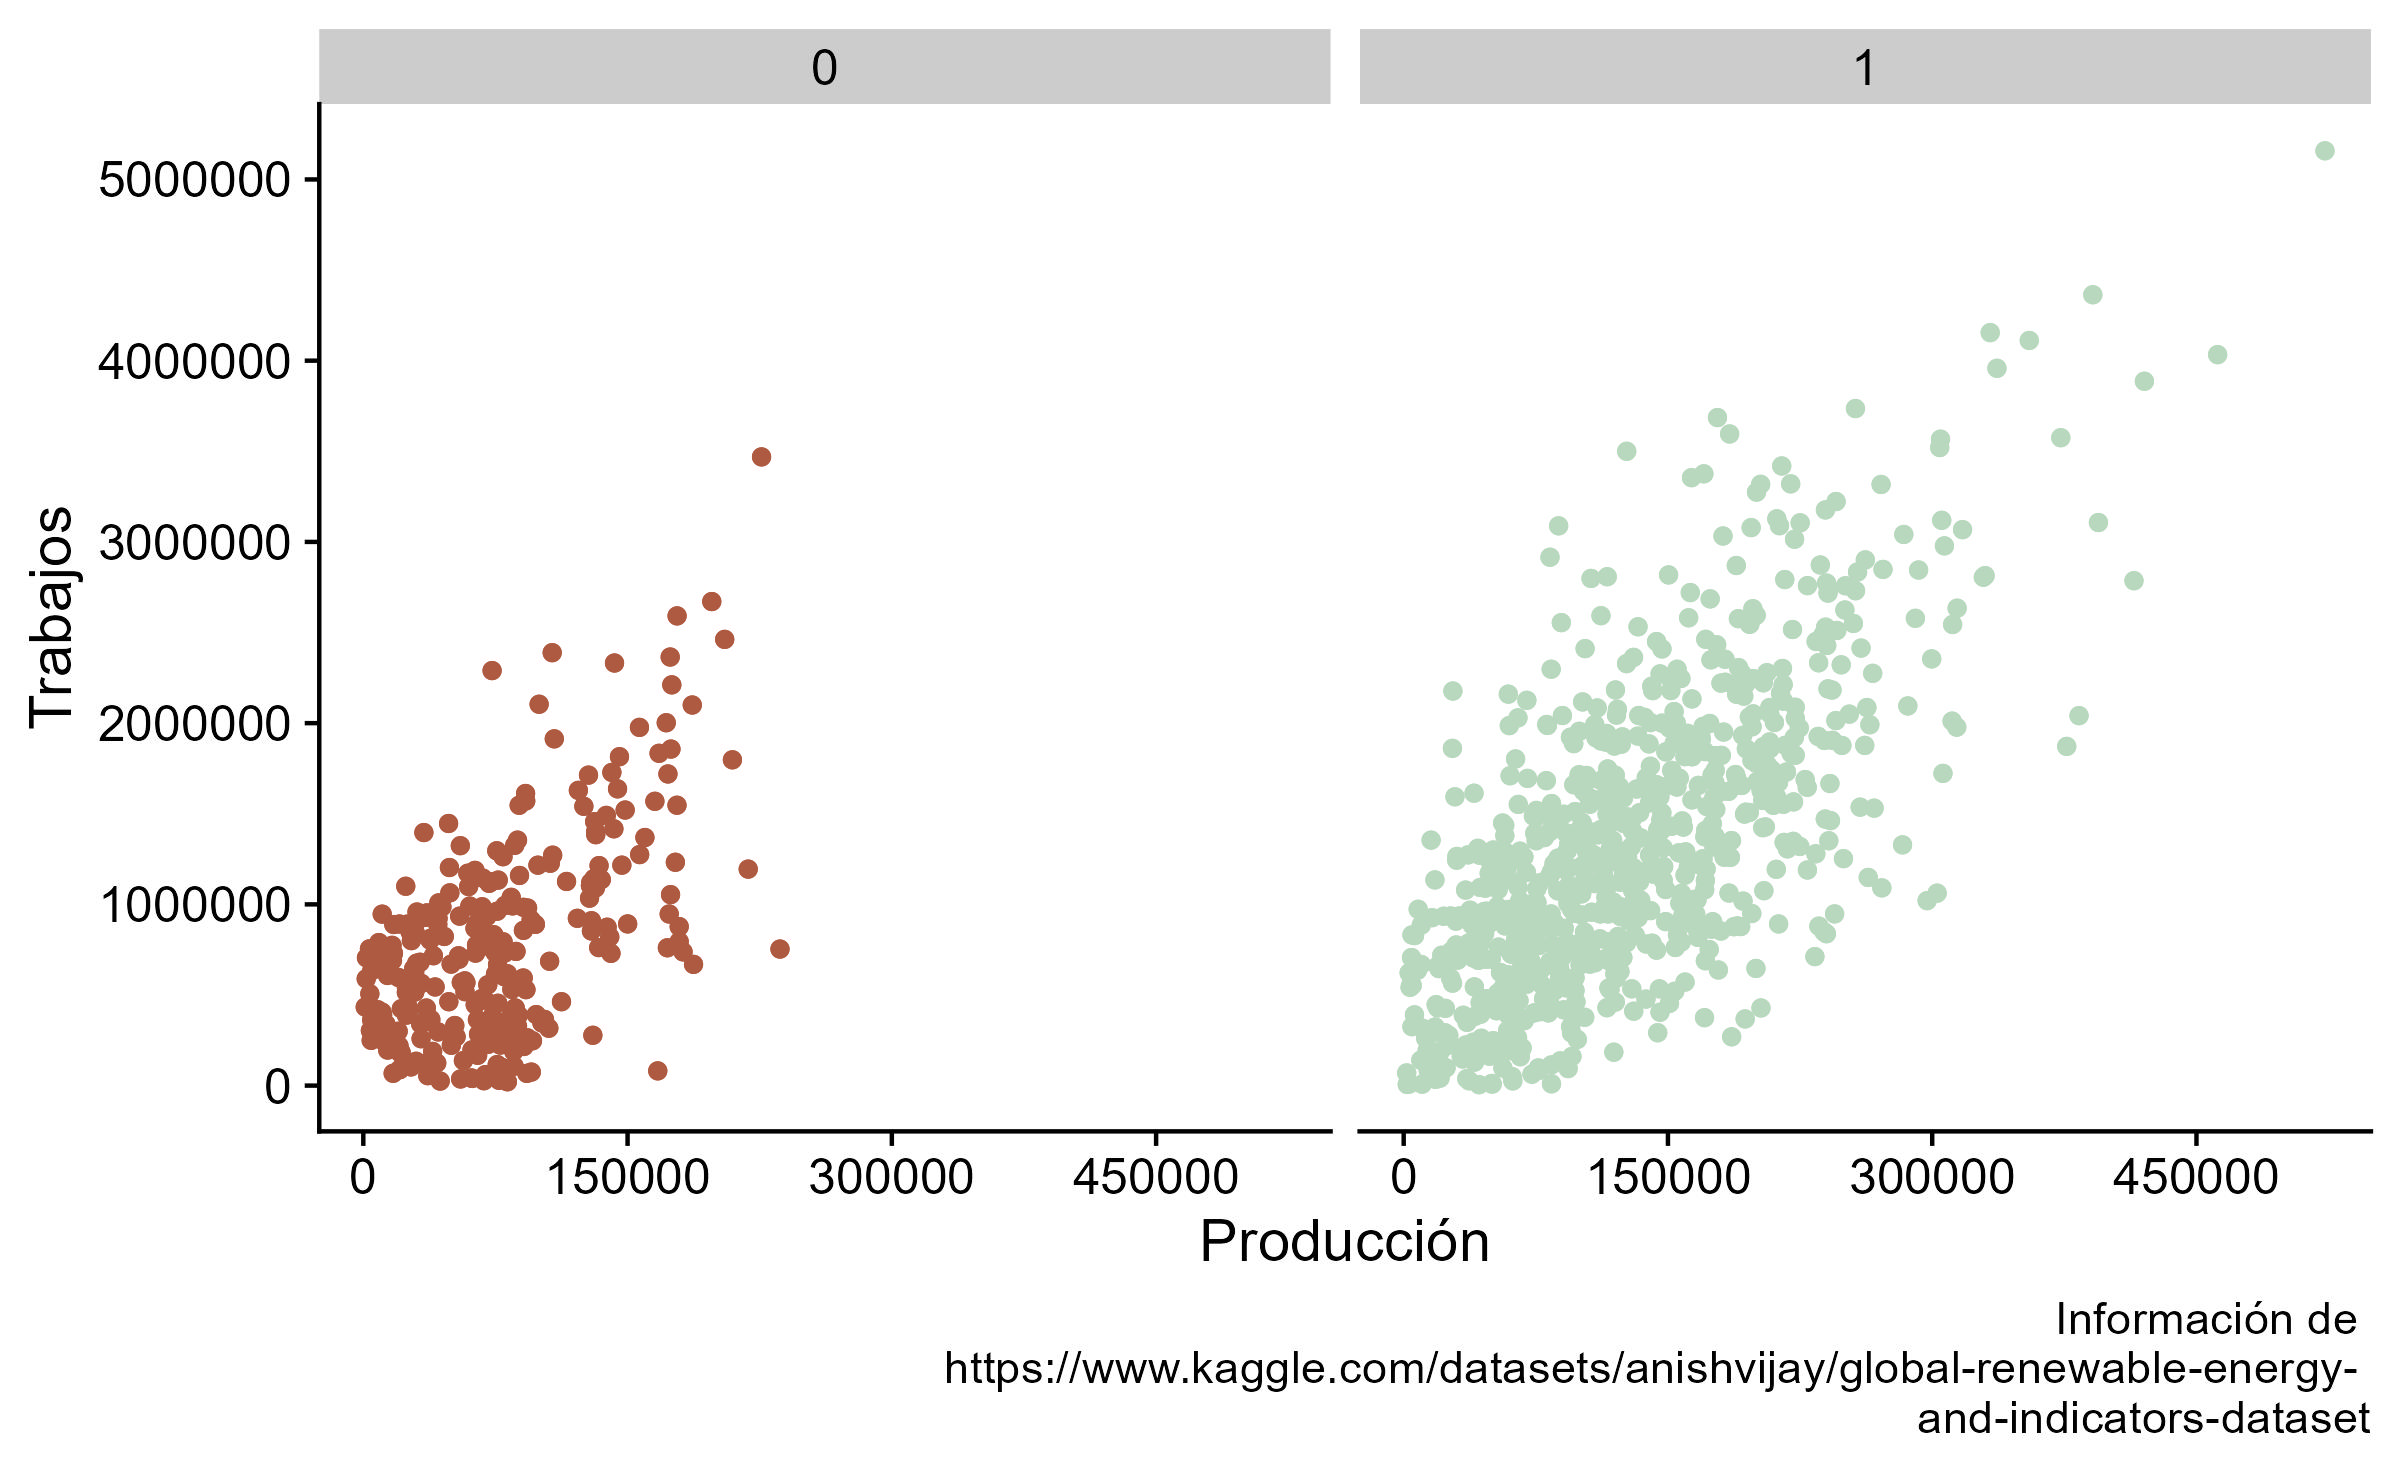 0
1
5000000
4000000
3000000
2000000
1000000
0
Trabajos
0 150000 300000 450000
0 150000 300000 450000
Producción
Información de
https://www.kaggle.com/datasets/anishvijay/global-renewable-energy-
and-indicators-dataset